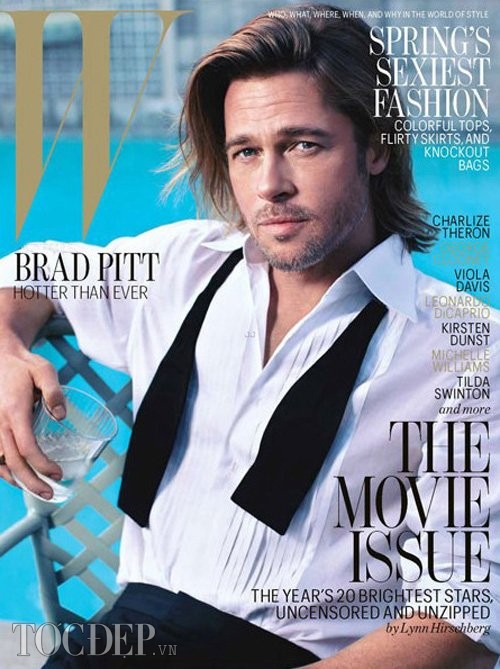 W
WHO, WHAT, WHERE, WHEN, AND WHY IN THE WORLD OF STYLE
SPRING'S
SEXIEST
FASHION
COLORFUL TOPS,
FLIRTY SKIRTS, AND
KNOCKOUT
BAGS
BRAD PITT
HOTTER THAN EVER
CHARLIZE
THERON
VIOLA
DAVIS
LEONARDO
DiCAPRIO
KIRSTEN
DUNST
MICHELLE
WILLIAMS
TILDA
SWINTON
and more
THE
MOVIE
ISSUE
THE YEAR'S 20 BRIGHTEST STARS,
UNCENSORED AND UNZIPPED
by Lynn Hirschberg
TOCĐẸP.VN